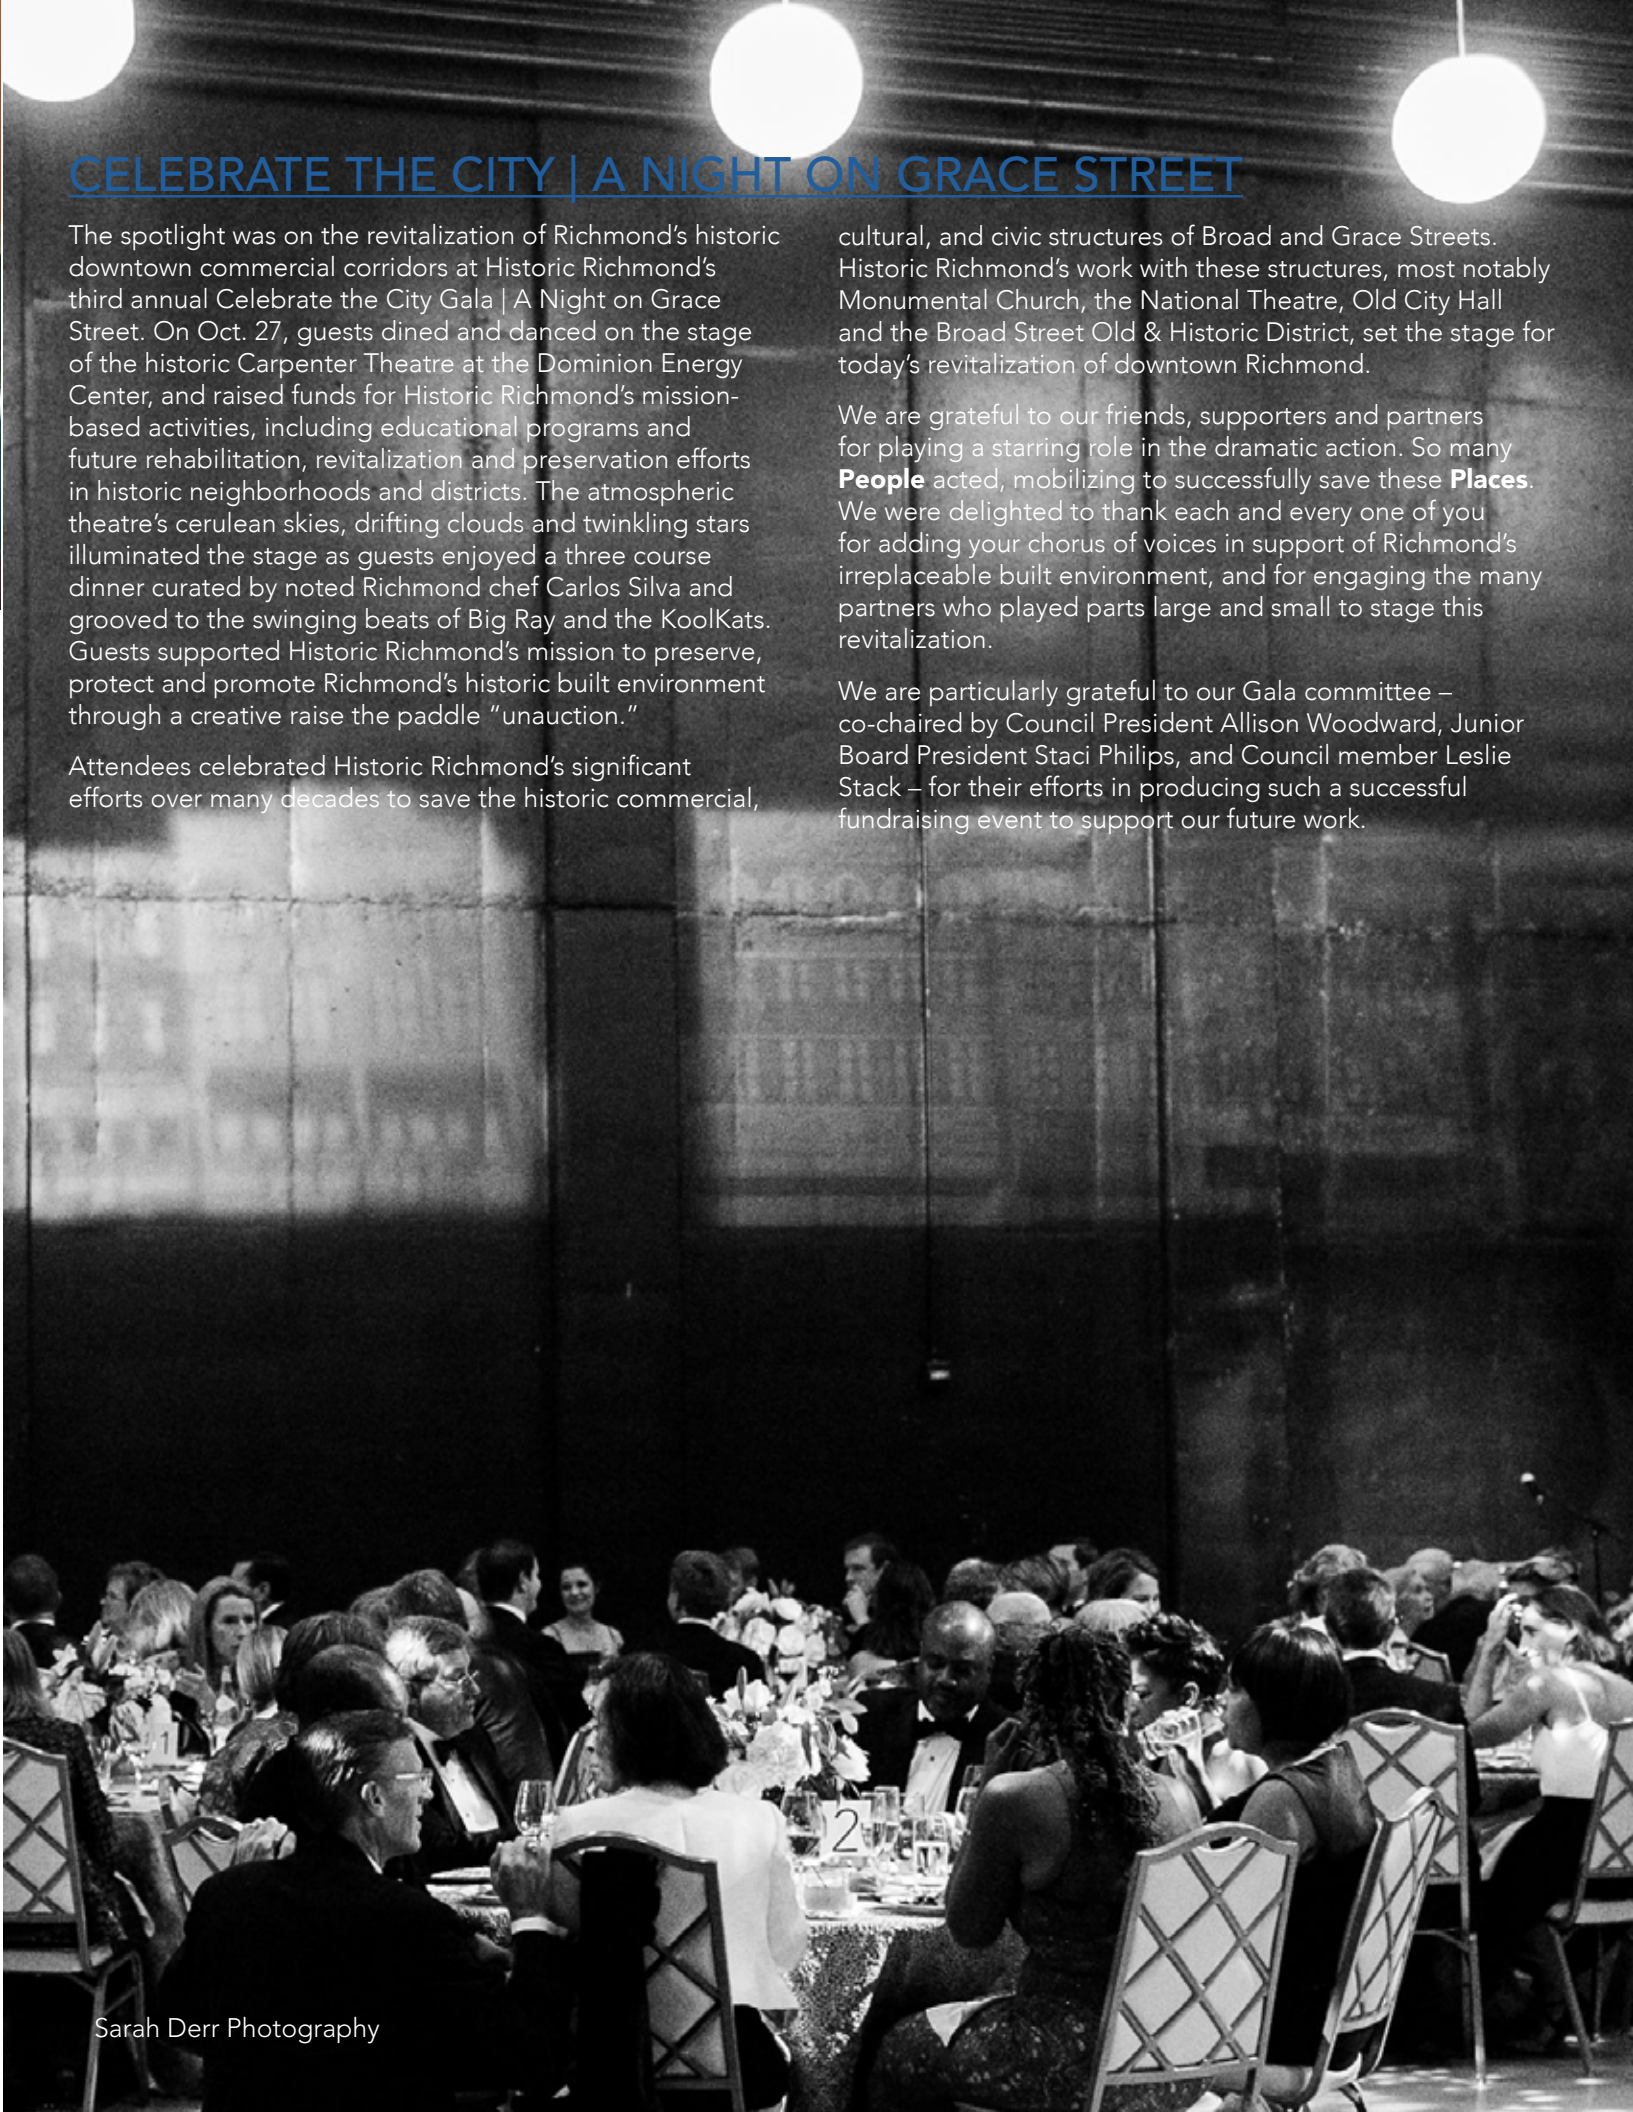 CELEBRATE THE CITY | A NIGHT ON GRACE STREET
The spotlight was on the revitalization of Richmond’s historic
downtown commercial corridors at Historic Richmond’s
third annual Celebrate the City Gala | A Night on Grace
Street. On Oct. 27, guests dined and danced on the stage
of the historic Carpenter Theatre at the Dominion Energy
Center, and raised funds for Historic Richmond’s mission-
based activities, including educational programs and
future rehabilitation, revitalization and preservation efforts
in historic neighborhoods and districts. The atmospheric
theatre’s cerulean skies, drifting clouds and twinkling stars
illuminated the stage as guests enjoyed a three course
dinner curated by noted Richmond chef Carlos Silva and
grooved to the swinging beats of Big Ray and the KoolKats.
Guests supported Historic Richmond’s mission to preserve,
protect and promote Richmond’s historic built environment
through a creative raise the paddle “unauction.”
Attendees celebrated Historic Richmond’s significant
efforts over many decades to save the historic commercial,
cultural, and civic structures of Broad and Grace Streets.
Historic Richmond’s work with these structures, most notably
Monumental Church, the National Theatre, Old City Hall
and the Broad Street Old & Historic District, set the stage for
today’s revitalization of downtown Richmond.
We are grateful to our friends, supporters and partners
for playing a starring role in the dramatic action. So many
People acted, mobilizing to successfully save these Places.
We were delighted to thank each and every one of you
for adding your chorus of voices in support of Richmond’s
irreplaceable built environment, and for engaging the many
partners who played parts large and small to stage this
revitalization.
We are particularly grateful to our Gala committee –
co-chaired by Council President Allison Woodward, Junior
Board President Staci Philips, and Council member Leslie
Stack – for their efforts in producing such a successful
fundraising event to support our future work.
1
2
Sarah Derr Photography